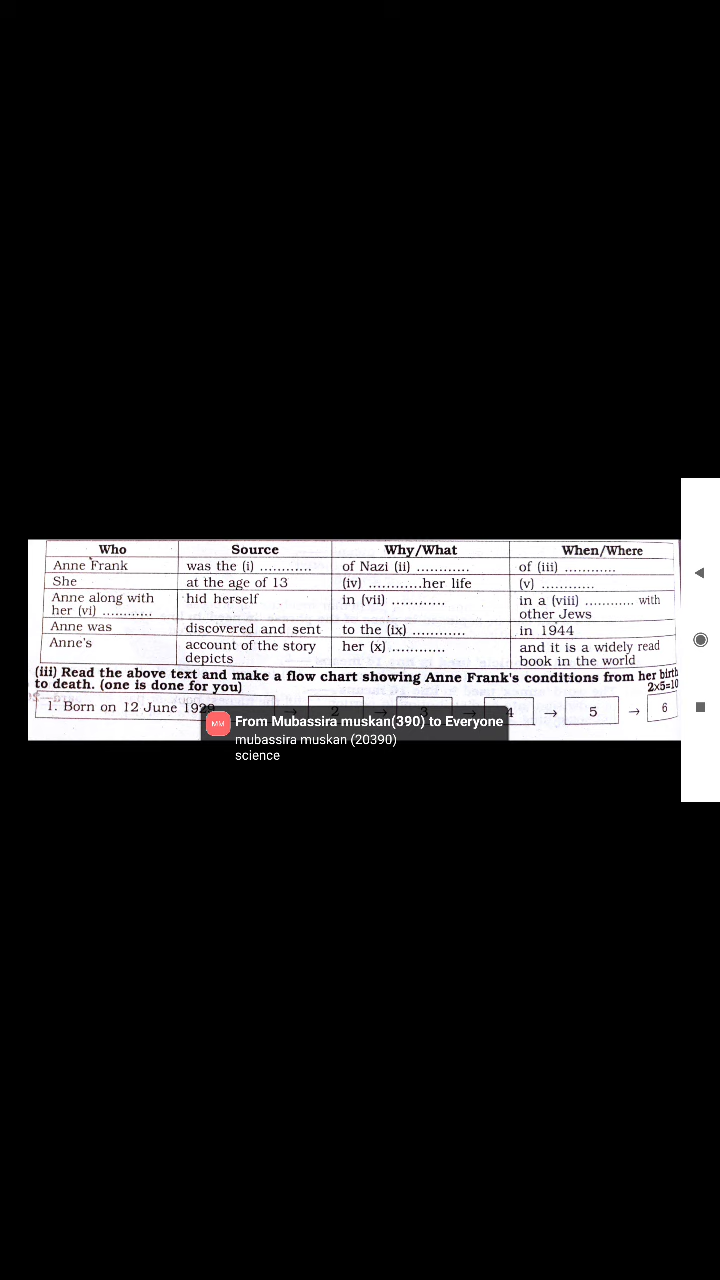 Who Source Why/What When/Where
Anne Frank was the (i) ............ of Nazi (ii) ............ of (iii) ............
She at the age of 13 (iv) ............her life (v) ............
Anne along with her (vi) ............ hid herself in (vii) ............ in a (viii) ............ with other Jews
Anne was discovered and sent to the (ix) ............ in 1944
Anne's account of the story depicts her (x) ............ and it is a widely read book in the world
(iii) Read the above text and make a flow chart showing Anne Frank's conditions from her birth
to death. (one is done for you) 2×5=10
1. Born on 12 June 1929 → 2 → 3 → 4 → 5 → 6
MM From Mubassira muskan(390) to Everyone
mubassira muskan (20390)
science